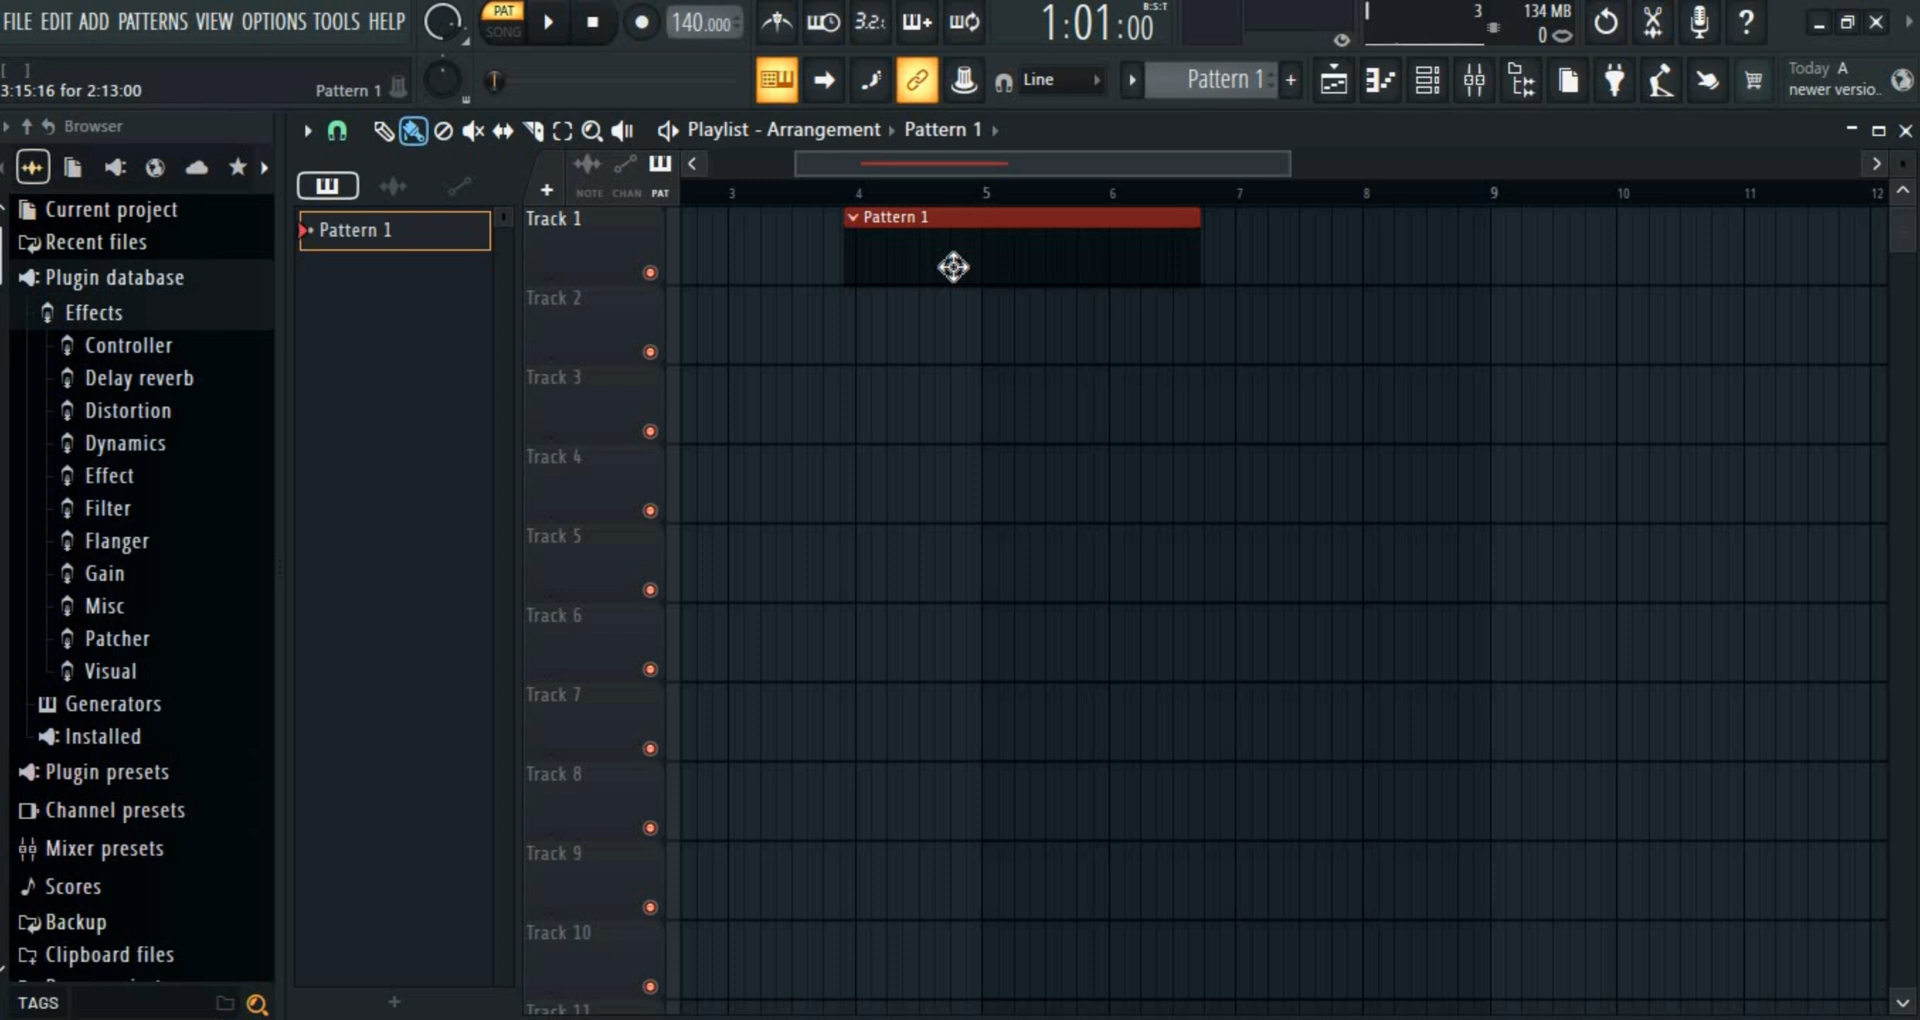 FILE EDIT ADD PATTERNS VIEW OPTIONS TOOLS HELP
PAT
SONG
140.000
3.2.
1:01:00
B:S:T
3
134 MB
0
[ ]
3:15:16 for 2:13:00
Pattern 1
Line
Pattern 1
+
Today A
newer versio..
Browser
Playlist - Arrangement
Pattern 1
NOTE CHAN PAT
3 4 5 6 7 8 9 10 11 12
Current project
Recent files
Plugin database
Effects
Controller
Delay reverb
Distortion
Dynamics
Effect
Filter
Flanger
Gain
Misc
Patcher
Visual
Generators
Installed
Plugin presets
Channel presets
Mixer presets
Scores
Backup
Clipboard files
TAGS
Pattern 1
Track 1
Pattern 1
Track 2
Track 3
Track 4
Track 5
Track 6
Track 7
Track 8
Track 9
Track 10
Track 11